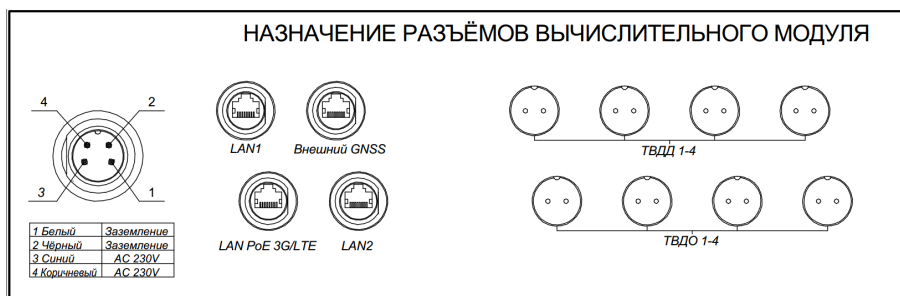 НАЗНАЧЕНИЕ РАЗЪЁМОВ ВЫЧИСЛИТЕЛЬНОГО МОДУЛЯ
4 2
3 1
LAN1 Внешний GNSS
ТВДД 1-4
LAN PoE 3G/LTE LAN2
ТВДО 1-4
1 Белый Заземление
2 Чёрный Заземление
3 Синий AC 230V
4 Коричневый AC 230V